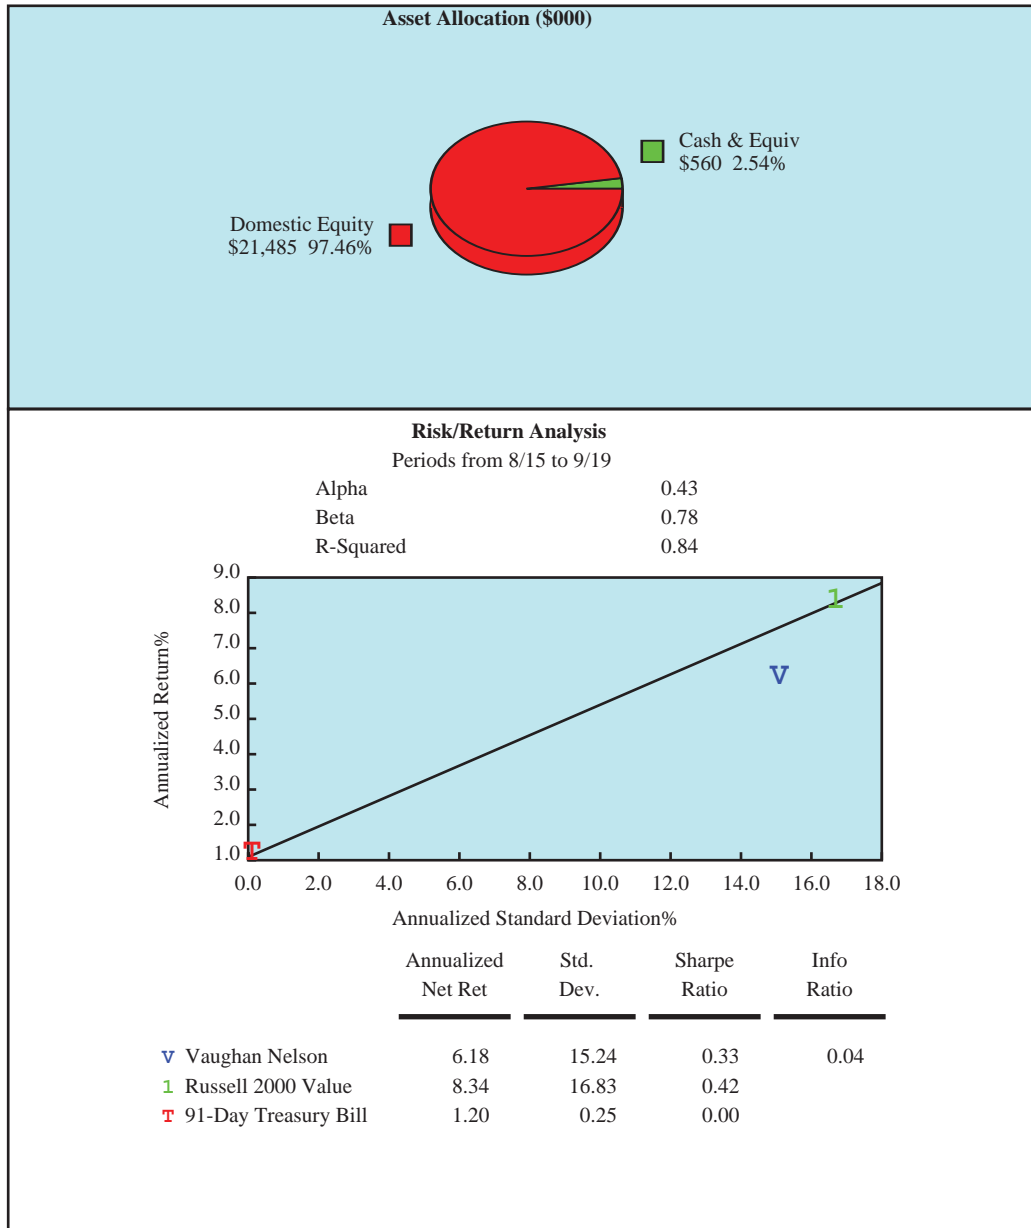 Asset Allocation ($000)
Cash & Equiv
$560 2.54%
Domestic Equity
$21,485 97.46%
Risk/Return Analysis
Periods from 8/15 to 9/19
Alpha 0.43
Beta 0.78
R-Squared 0.84
9.0
8.0
7.0
6.0
5.0
4.0
3.0
2.0
1.0
Annualized Return%
1
V
T
0.0 2.0 4.0 6.0 8.0 10.0 12.0 14.0 16.0 18.0
Annualized Standard Deviation%
Annualized Std. Sharpe Info
Net Ret Dev. Ratio Ratio
V Vaughan Nelson 6.18 15.24 0.33 0.04
1 Russell 2000 Value 8.34 16.83 0.42
T 91-Day Treasury Bill 1.20 0.25 0.00